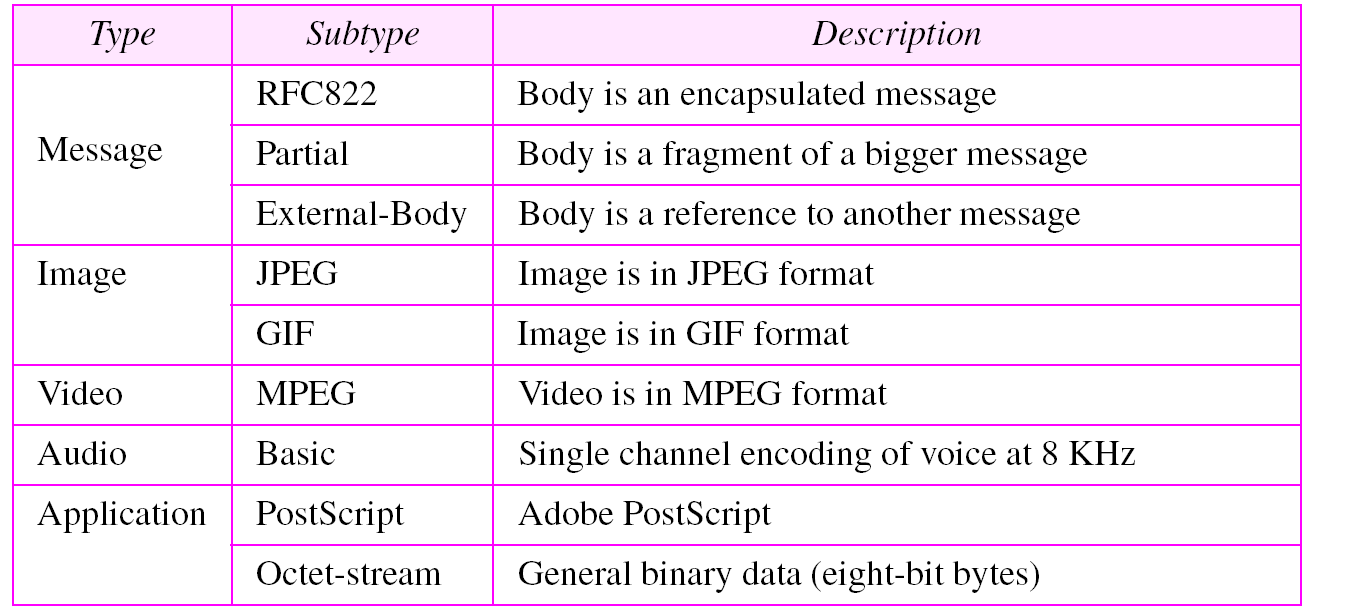 Type Subtype Description
RFC822 Body is an encapsulated message
Message Partial Body is a fragment of a bigger message
External-Body Body is a reference to another message
Image JPEG Image is in JPEG format
GIF Image is in GIF format
Video MPEG Video is in MPEG format
Audio Basic Single channel encoding of voice at 8 KHz
Application PostScript Adobe PostScript
Octet-stream General binary data (eight-bit bytes)